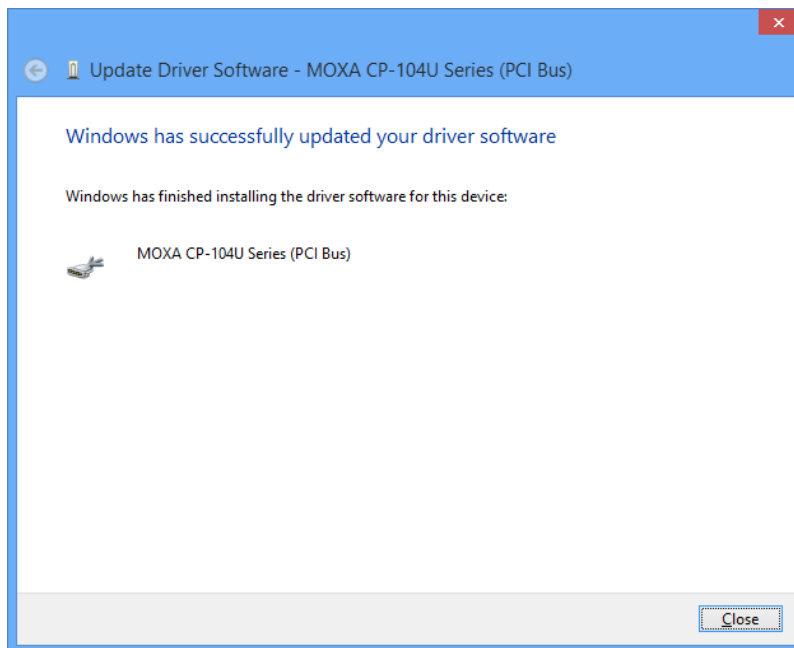 Update Driver Software - MOXA CP-104U Series (PCI Bus)
Windows has successfully updated your driver software
Windows has finished installing the driver software for this device:
MOXA CP-104U Series (PCI Bus)
Close